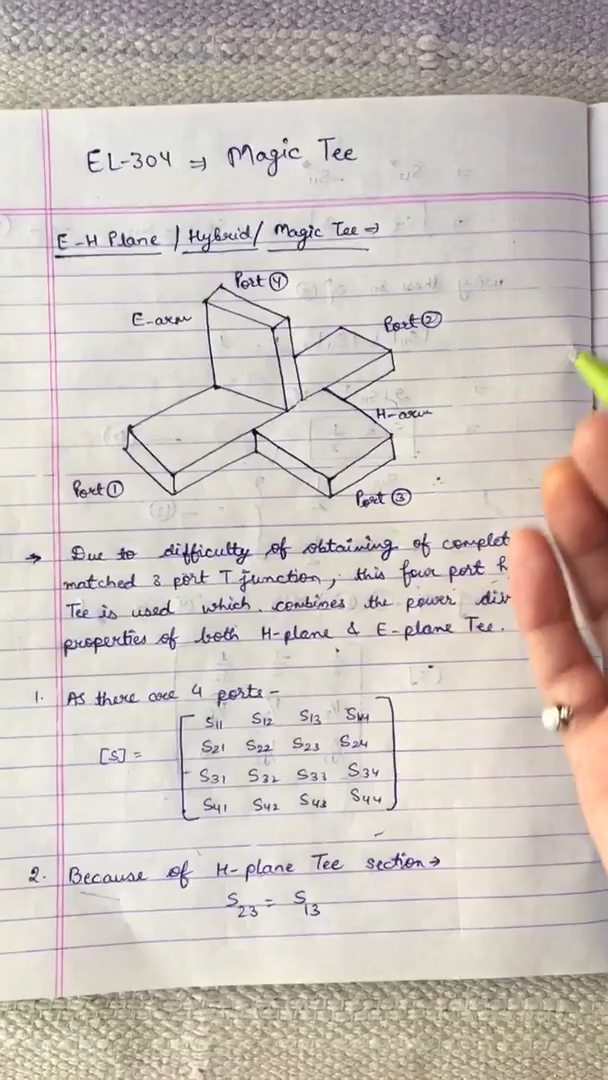 EL-304 ⇒ Magic Tee
E-H Plane / Hybrid / Magic Tee ⇒
Port ④
E-arm
Port ②
H-arm
Port ①
Port ③
→ Due to difficulty of obtaining of complet
matched 3 port T junction, this four port
Tee is used which combines the power div
properties of both H-plane & E-plane Tee.
1. As there are 4 ports -
S11 S12 S13 S14
[S] = S21 S22 S23 S24
S31 S32 S33 S34
S41 S42 S43 S44
2. Because of H-plane Tee section →
S23 = S13